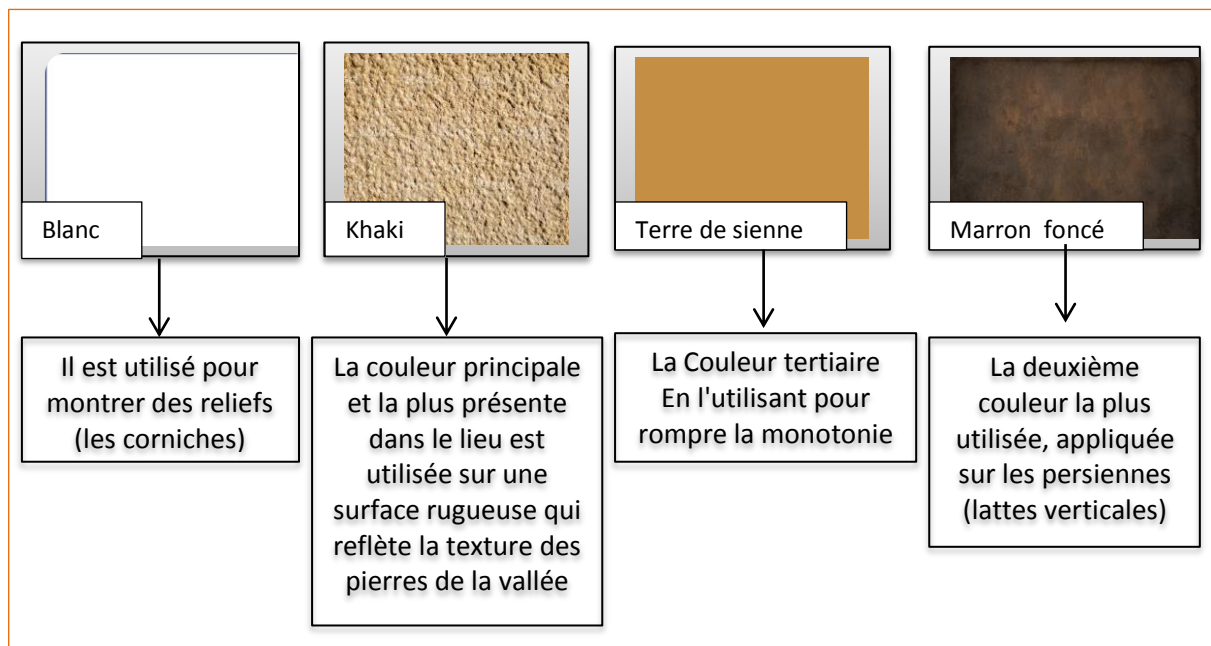 Blanc
Khaki
Terre de sienne
Marron foncé
Il est utilisé pour
montrer des reliefs
(les corniches)
La couleur principale
et la plus présente
dans le lieu est
utilisée sur une
surface rugueuse qui
reflète la texture des
pierres de la vallée
La Couleur tertiaire
En l'utilisant pour
rompre la monotonie
La deuxième
couleur la plus
utilisée, appliquée
sur les persiennes
(lattes verticales)